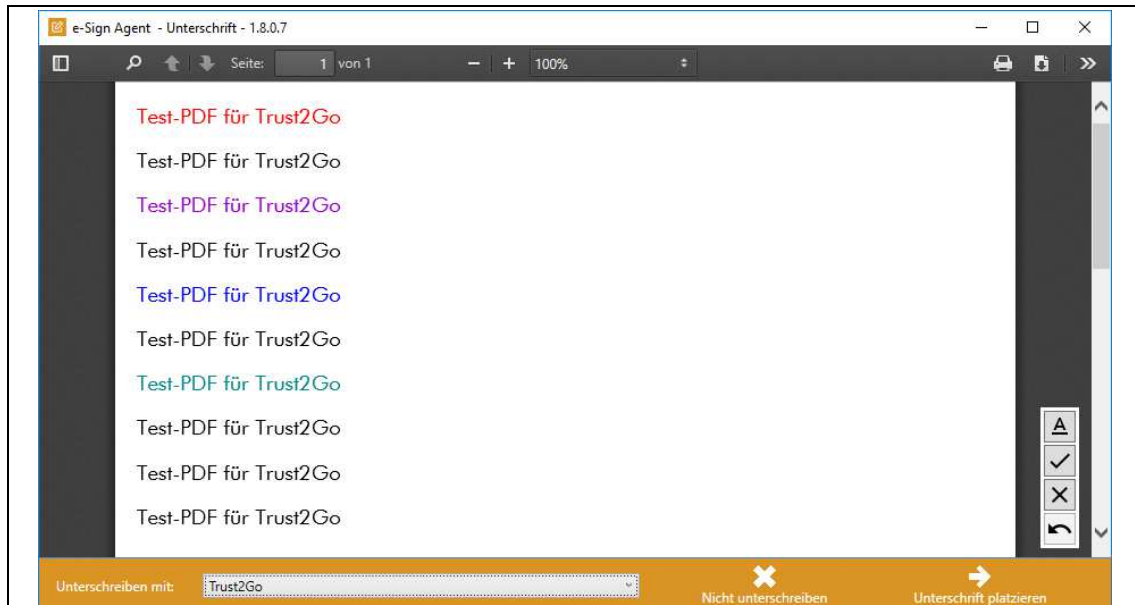 e-Sign Agent - Unterschrift - 1.8.0.7
Seite: 1 von 1 100%
Test-PDF für Trust2Go
Test-PDF für Trust2Go
Test-PDF für Trust2Go
Test-PDF für Trust2Go
Test-PDF für Trust2Go
Test-PDF für Trust2Go
Test-PDF für Trust2Go
Test-PDF für Trust2Go
Test-PDF für Trust2Go
Test-PDF für Trust2Go
A
Unterschreiben mit: Trust2Go
Nicht unterschreiben
Unterschrift platzieren